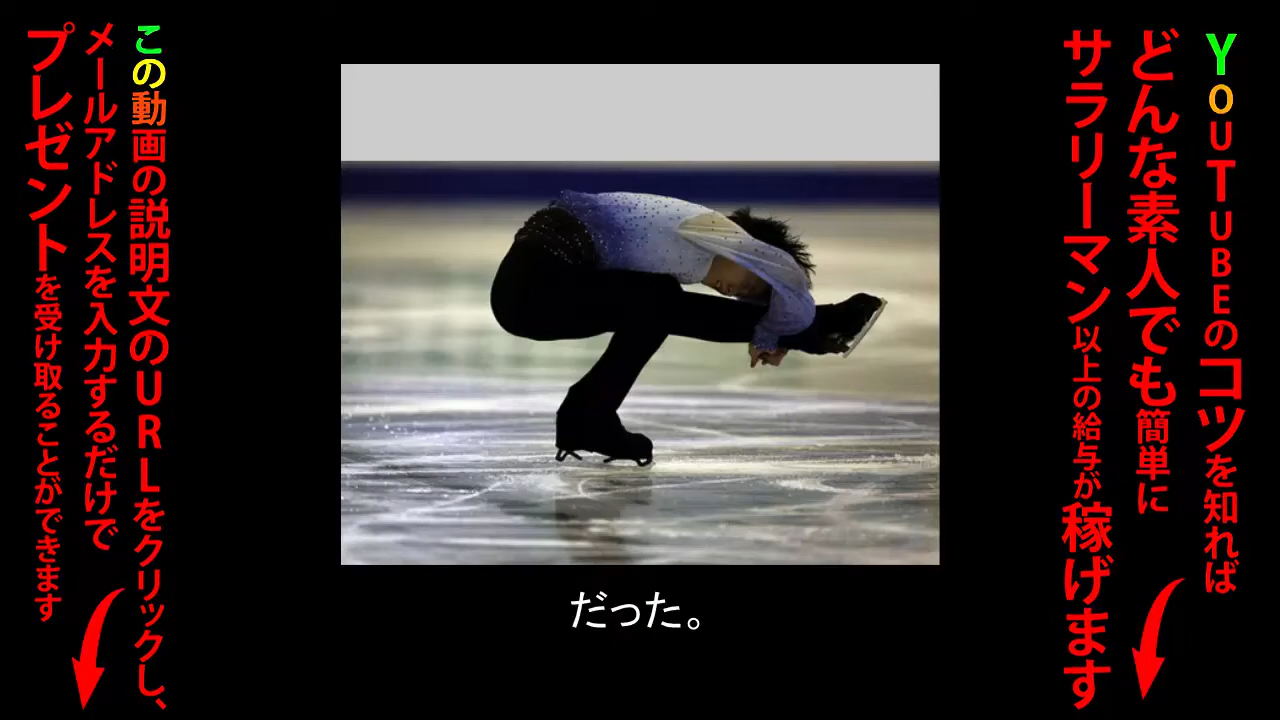 YOUTUBEのコツを知れば
どんな素人でも簡単に
サラリーマン以上の給与が稼げます
この動画の説明文のURLをクリックし、
メールアドレスを入力するだけで
プレゼントを受け取ることができます
だった。